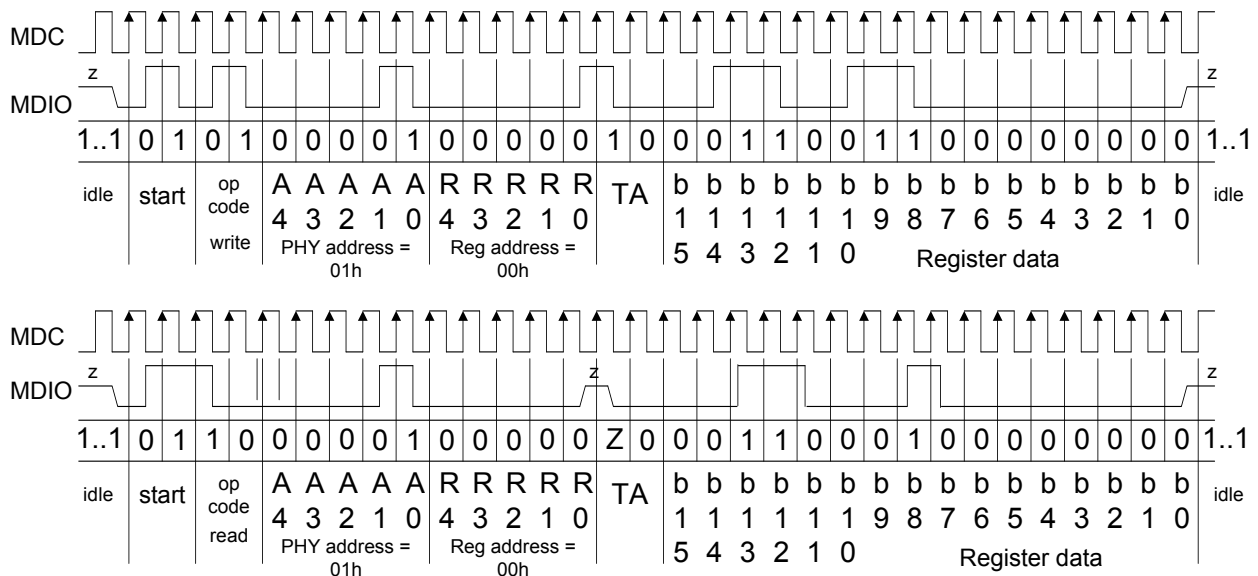 MDC
z z
MDIO
1..1 0 1 0 1 0 0 0 0 1 0 0 0 0 0 1 0 0 0 1 1 0 0 1 1 0 0 0 0 0 0 0 0 1..1
idle start op A A A A A R R R R R TA b b b b b b b b b b b b b b b b idle
code 4 3 2 1 0 4 3 2 1 0 1 1 1 1 1 1 9 8 7 6 5 4 3 2 1 0
write PHY address = Reg address = 5 4 3 2 1 0 Register data
01h 00h
MDC
z z z
MDIO
1..1 0 1 1 0 0 0 0 0 1 0 0 0 0 0 Z 0 0 0 1 1 0 0 0 1 0 0 0 0 0 0 0 0 1..1
idle start op A A A A A R R R R R TA b b b b b b b b b b b b b b b b idle
code 4 3 2 1 0 4 3 2 1 0 1 1 1 1 1 1 9 8 7 6 5 4 3 2 1 0
read PHY address = Reg address = 5 4 3 2 1 0 Register data
01h 00h